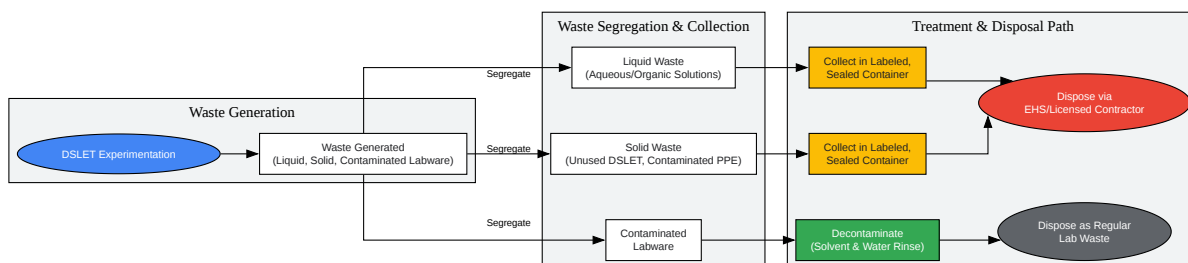 Waste Segregation & Collection
Treatment & Disposal Path
Liquid Waste
(Aqueous/Organic Solutions)
Collect in Labeled,
Sealed Container
Segregate
Dispose via
EHS/Licensed Contractor
Waste Generation
DSLET Experimentation
Waste Generated
(Liquid, Solid, Contaminated Labware)
Segregate
Solid Waste
(Unused DSLET, Contaminated PPE)
Collect in Labeled,
Sealed Container
Segregate
Contaminated
Labware
Decontaminate
(Solvent & Water Rinse)
Dispose as Regular
Lab Waste